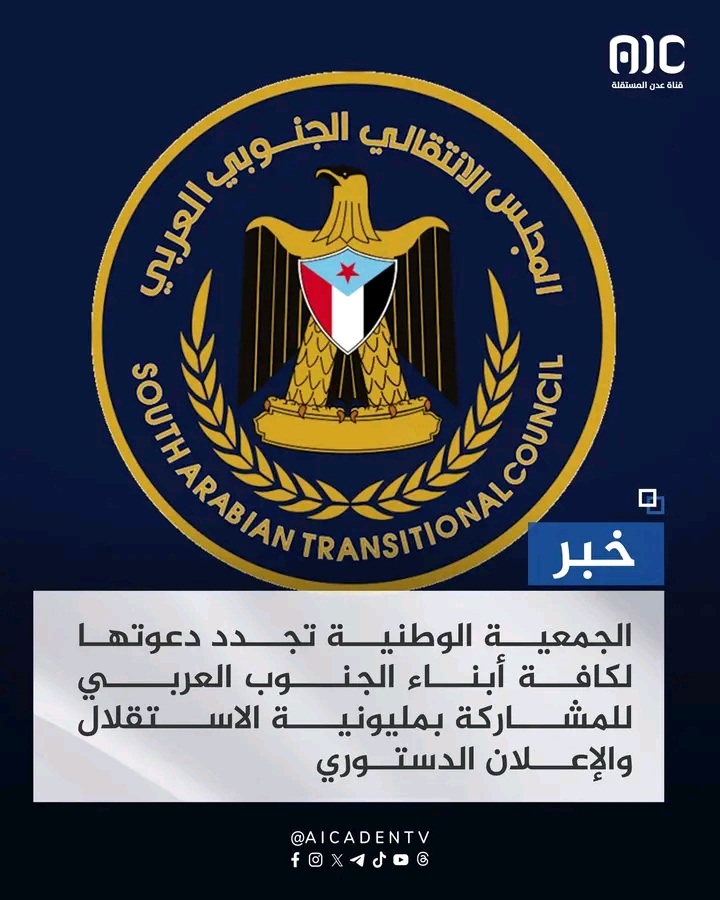 AIC
قناة عدن المستقلة
المجلس الانتقالي الجنوبي العربي
SOUTH ARABIAN TRANSITIONAL COUNCIL
خبر
الجمعية الوطنية تجدد دعوتها
لكافة أبناء الجنوب العربي
للمشاركة بمليونية الاستقلال
والإعلان الدستوري
@AICADENTV